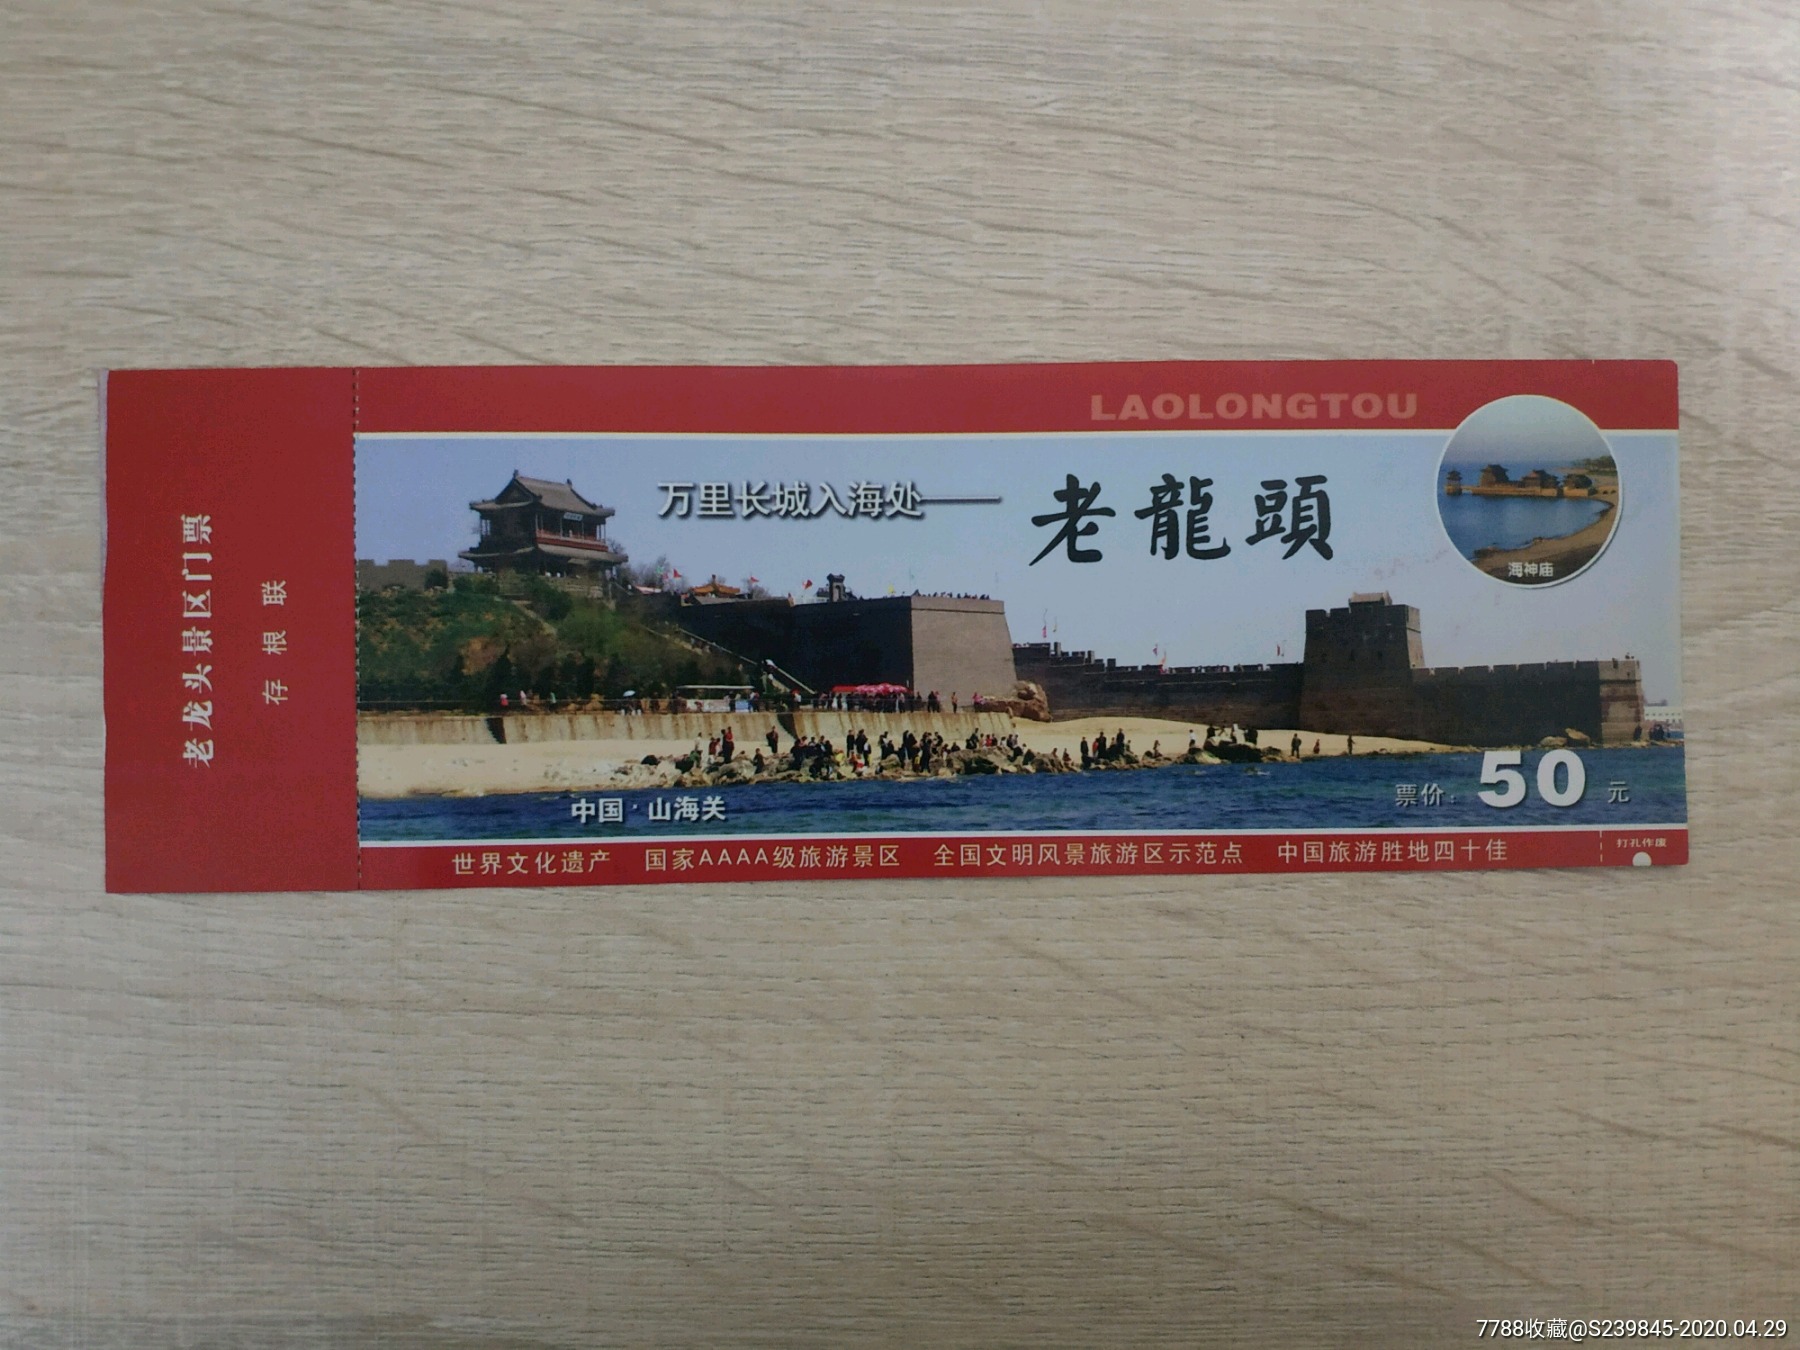 老龙头景区门票
存根联
LAOLONGTOU
万里长城入海处——
老龍頭
海神庙
中国·山海关
票价：50元
世界文化遗产 国家AAAA级旅游景区 全国文明风景旅游区示范点 中国旅游胜地四十佳
打孔作废
7788收藏@S239845-2020.04.29